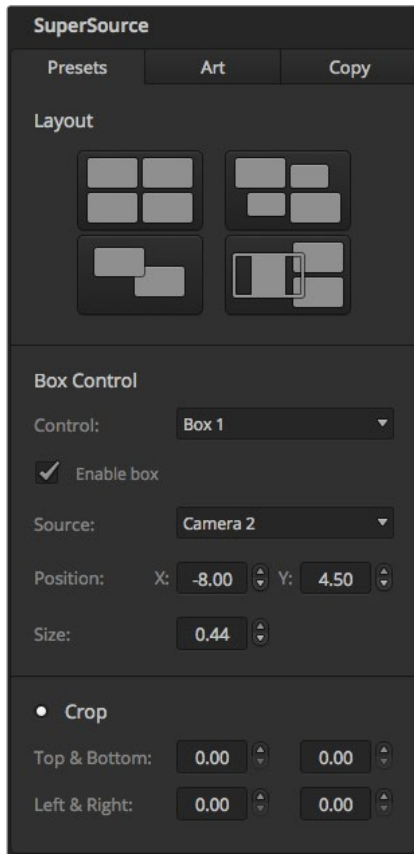 SuperSource
Presets Art Copy
Layout
Box Control
Control: Box 1
Enable box
Source: Camera 2
Position: X: -8.00 Y: 4.50
Size: 0.44
Crop
Top & Bottom: 0.00 0.00
Left & Right: 0.00 0.00